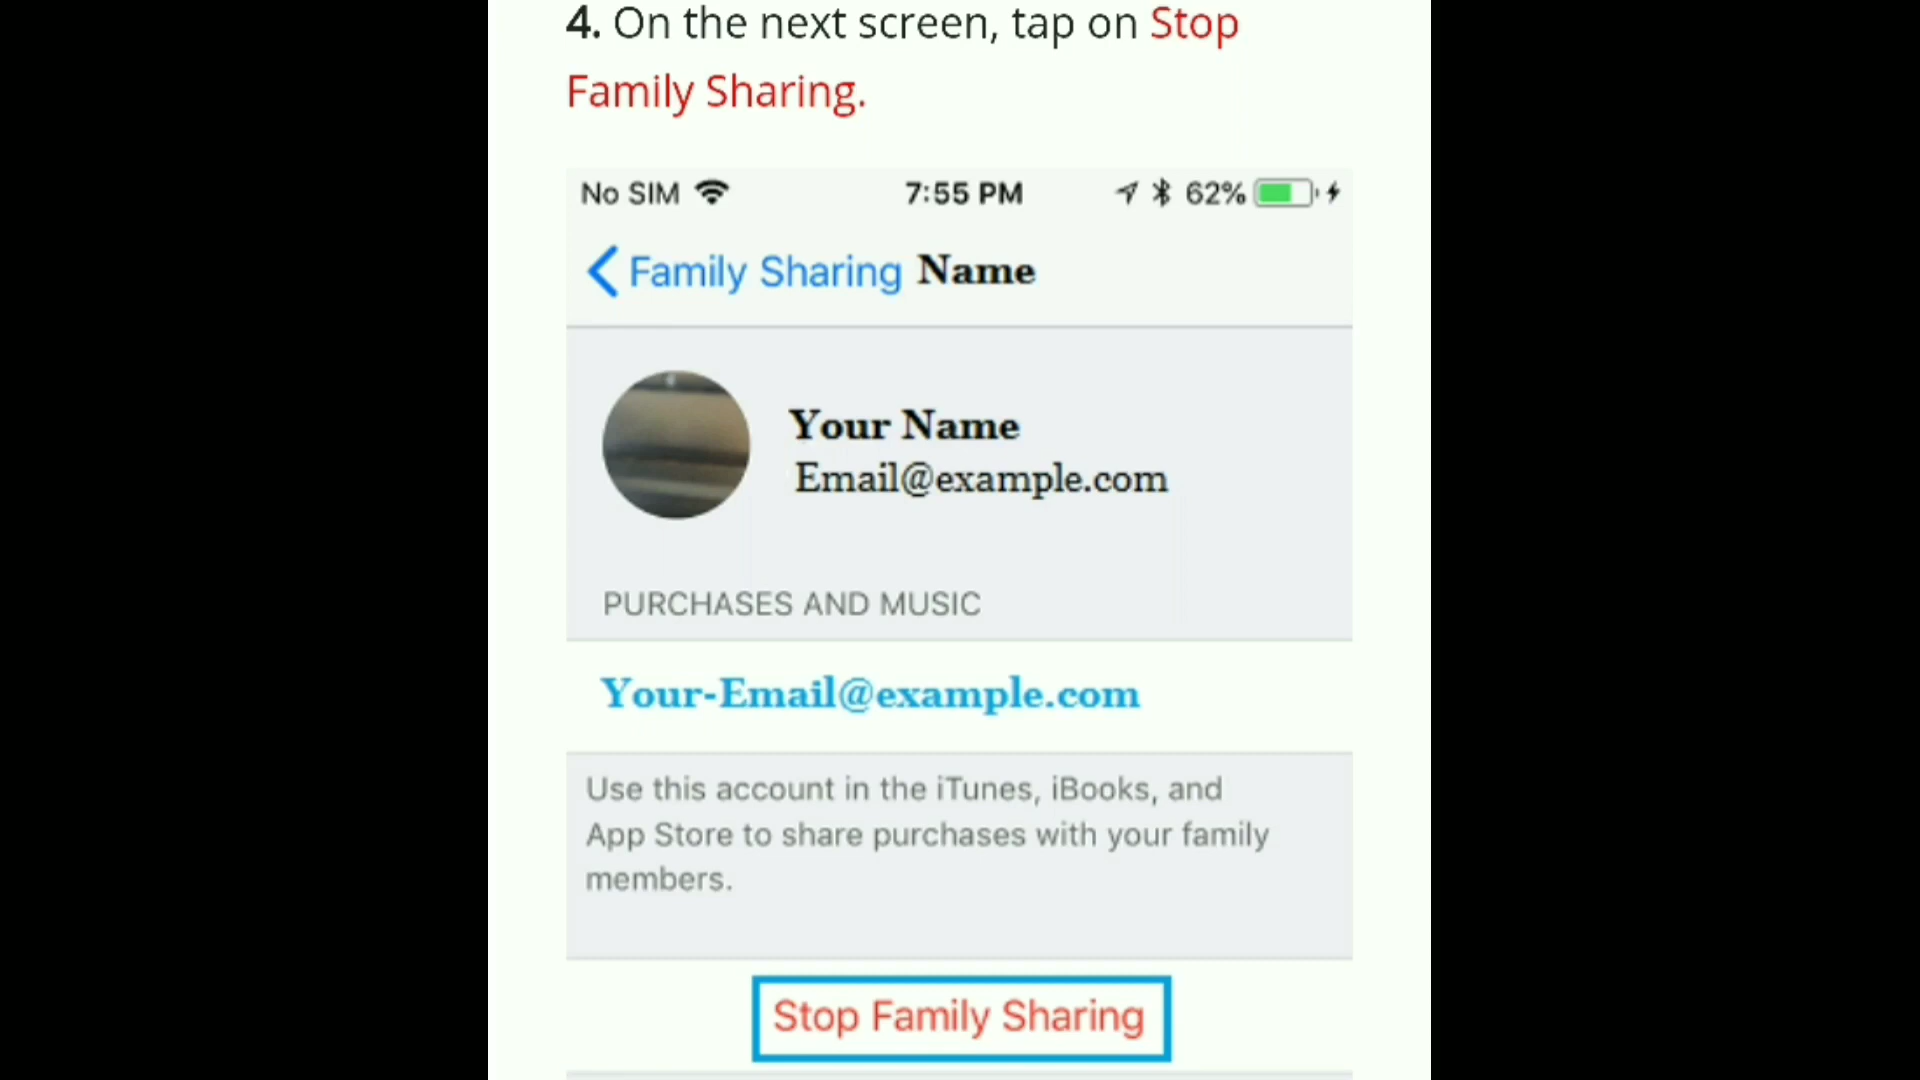 4. On the next screen, tap on Stop
Family Sharing.
No SIM 7:55 PM 62%
Family Sharing Name
Your Name
Email@example.com
PURCHASES AND MUSIC
Your-Email@example.com
Use this account in the iTunes, iBooks, and
App Store to share purchases with your family
members.
Stop Family Sharing